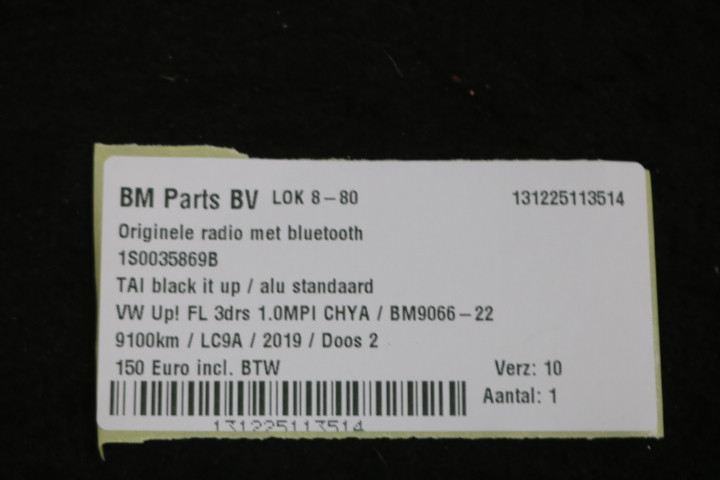 BM Parts BV LOK 8-80 131225113514
Originele radio met bluetooth
1S0035869B
TAI black it up / alu standaard
VW Up! FL 3drs 1.0MPI CHYA / BM9066-22
9100km / LC9A / 2019 / Doos 2
150 Euro incl. BTW Verz: 10
Aantal: 1
131225113514